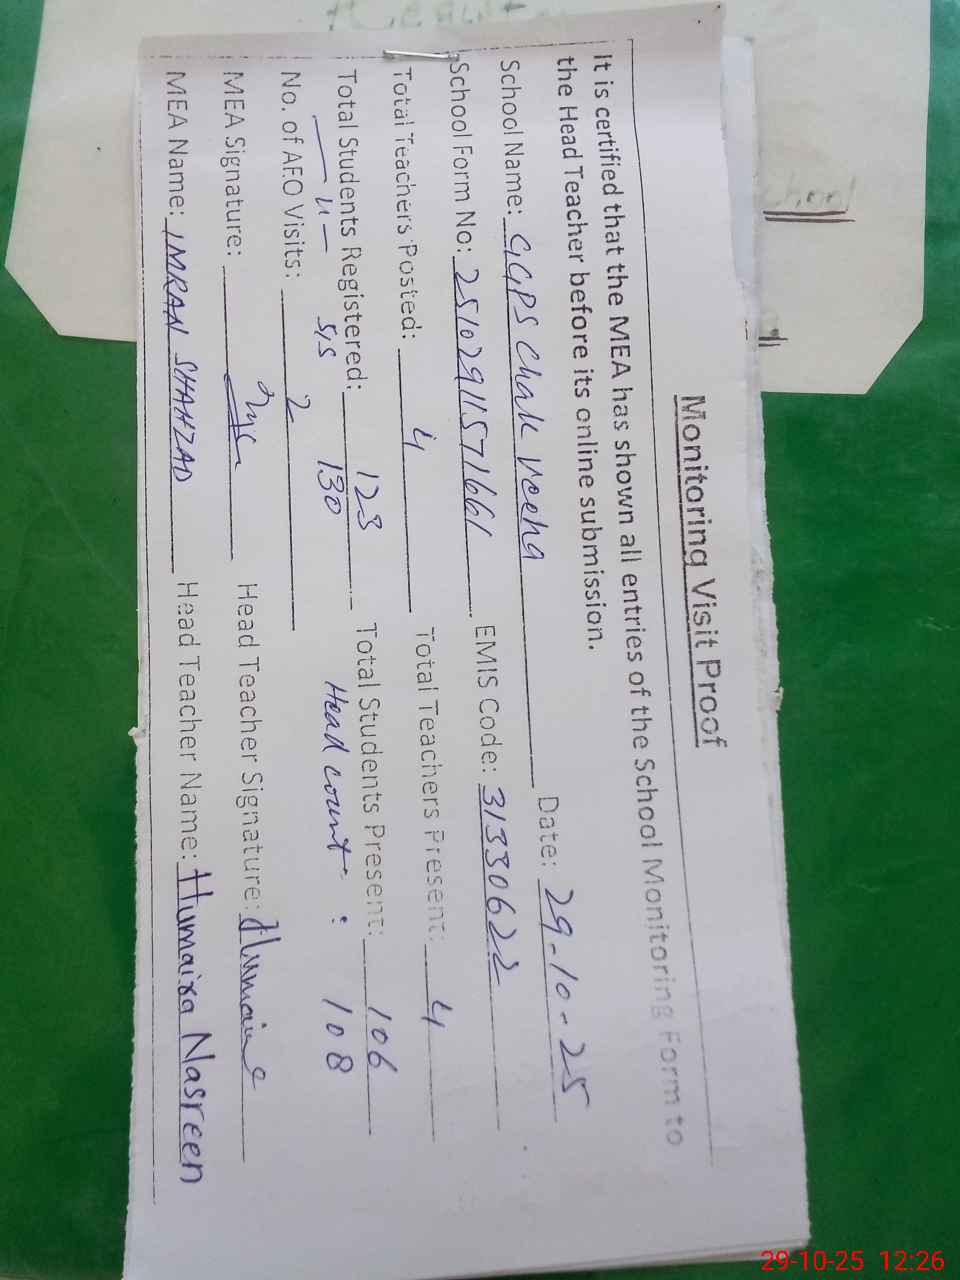 Monitoring Visit Proof
It is certified that the MEA has shown all entries of the School Monitoring Form to
the Head Teacher before its online submission.
School Name: GGPS Chak Veeha Date: 29-10-25
School Form No: 25102911571661 EMIS Code: 31330622
Total Teachers Posted: 4 Total Teachers Present: 4
Total Students Registered: 123 Total Students Present: 106
— u — S/S 130 Head count : 108
No. of AEO Visits: 2
MEA Signature: Head Teacher Signature: Humaira
MEA Name: IMRAN SHAHZAD Head Teacher Name: Humaira Nasreen
chool
29-10-25 12:26